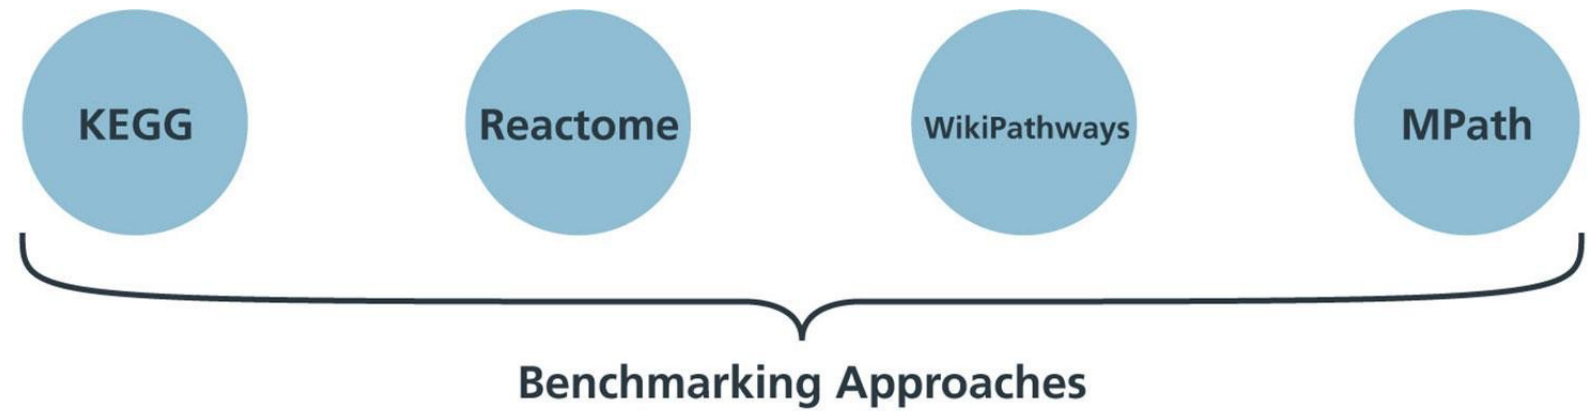 KEGG
Reactome
WikiPathways
MPath
Benchmarking Approaches